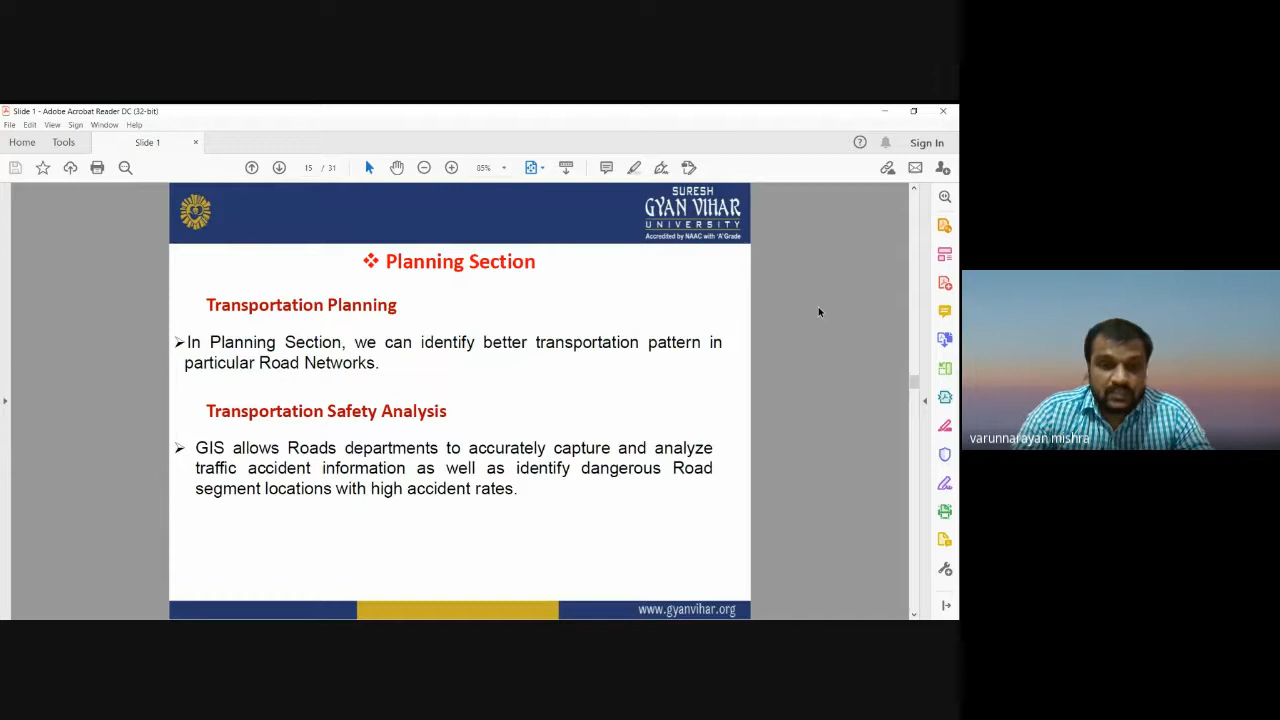 Slide 1 - Adobe Acrobat Reader DC (32-bit)
File Edit View Sign Window Help
Home Tools Slide 1 × Sign In
15 / 31 85%
SURESH
GYAN VIHAR
UNIVERSITY
Accredited by NAAC with 'A' Grade
❖ Planning Section
Transportation Planning
➢In Planning Section, we can identify better transportation pattern in
particular Road Networks.
Transportation Safety Analysis
➢ GIS allows Roads departments to accurately capture and analyze
traffic accident information as well as identify dangerous Road
segment locations with high accident rates.
www.gyanvihar.org
varunnarayan mishra